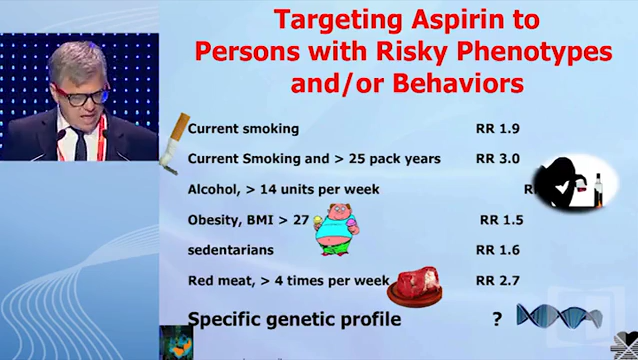 Targeting Aspirin to
Persons with Risky Phenotypes
and/or Behaviors
Current smoking RR 1.9
Current Smoking and > 25 pack years RR 3.0
Alcohol, > 14 units per week
Obesity, BMI > 27 RR 1.5
sedentarians RR 1.6
Red meat, > 4 times per week RR 2.7
Specific genetic profile ?